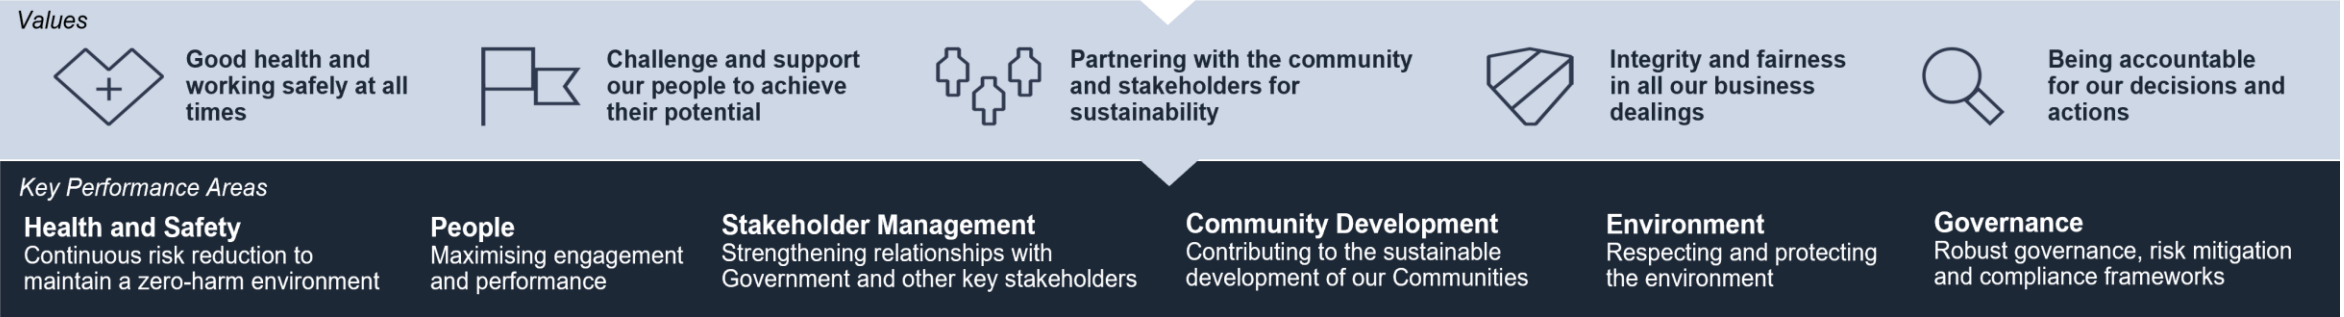 Values
Good health and
working safely at all
times
Challenge and support
our people to achieve
their potential
Partnering with the community
and stakeholders for
sustainability
Integrity and fairness
in all our business
dealings
Being accountable
for our decisions and
actions
Key Performance Areas
Health and Safety
Continuous risk reduction to
maintain a zero-harm environment
People
Maximising engagement
and performance
Stakeholder Management
Strengthening relationships with
Government and other key stakeholders
Community Development
Contributing to the sustainable
development of our Communities
Environment
Respecting and protecting
the environment
Governance
Robust governance, risk mitigation
and compliance frameworks